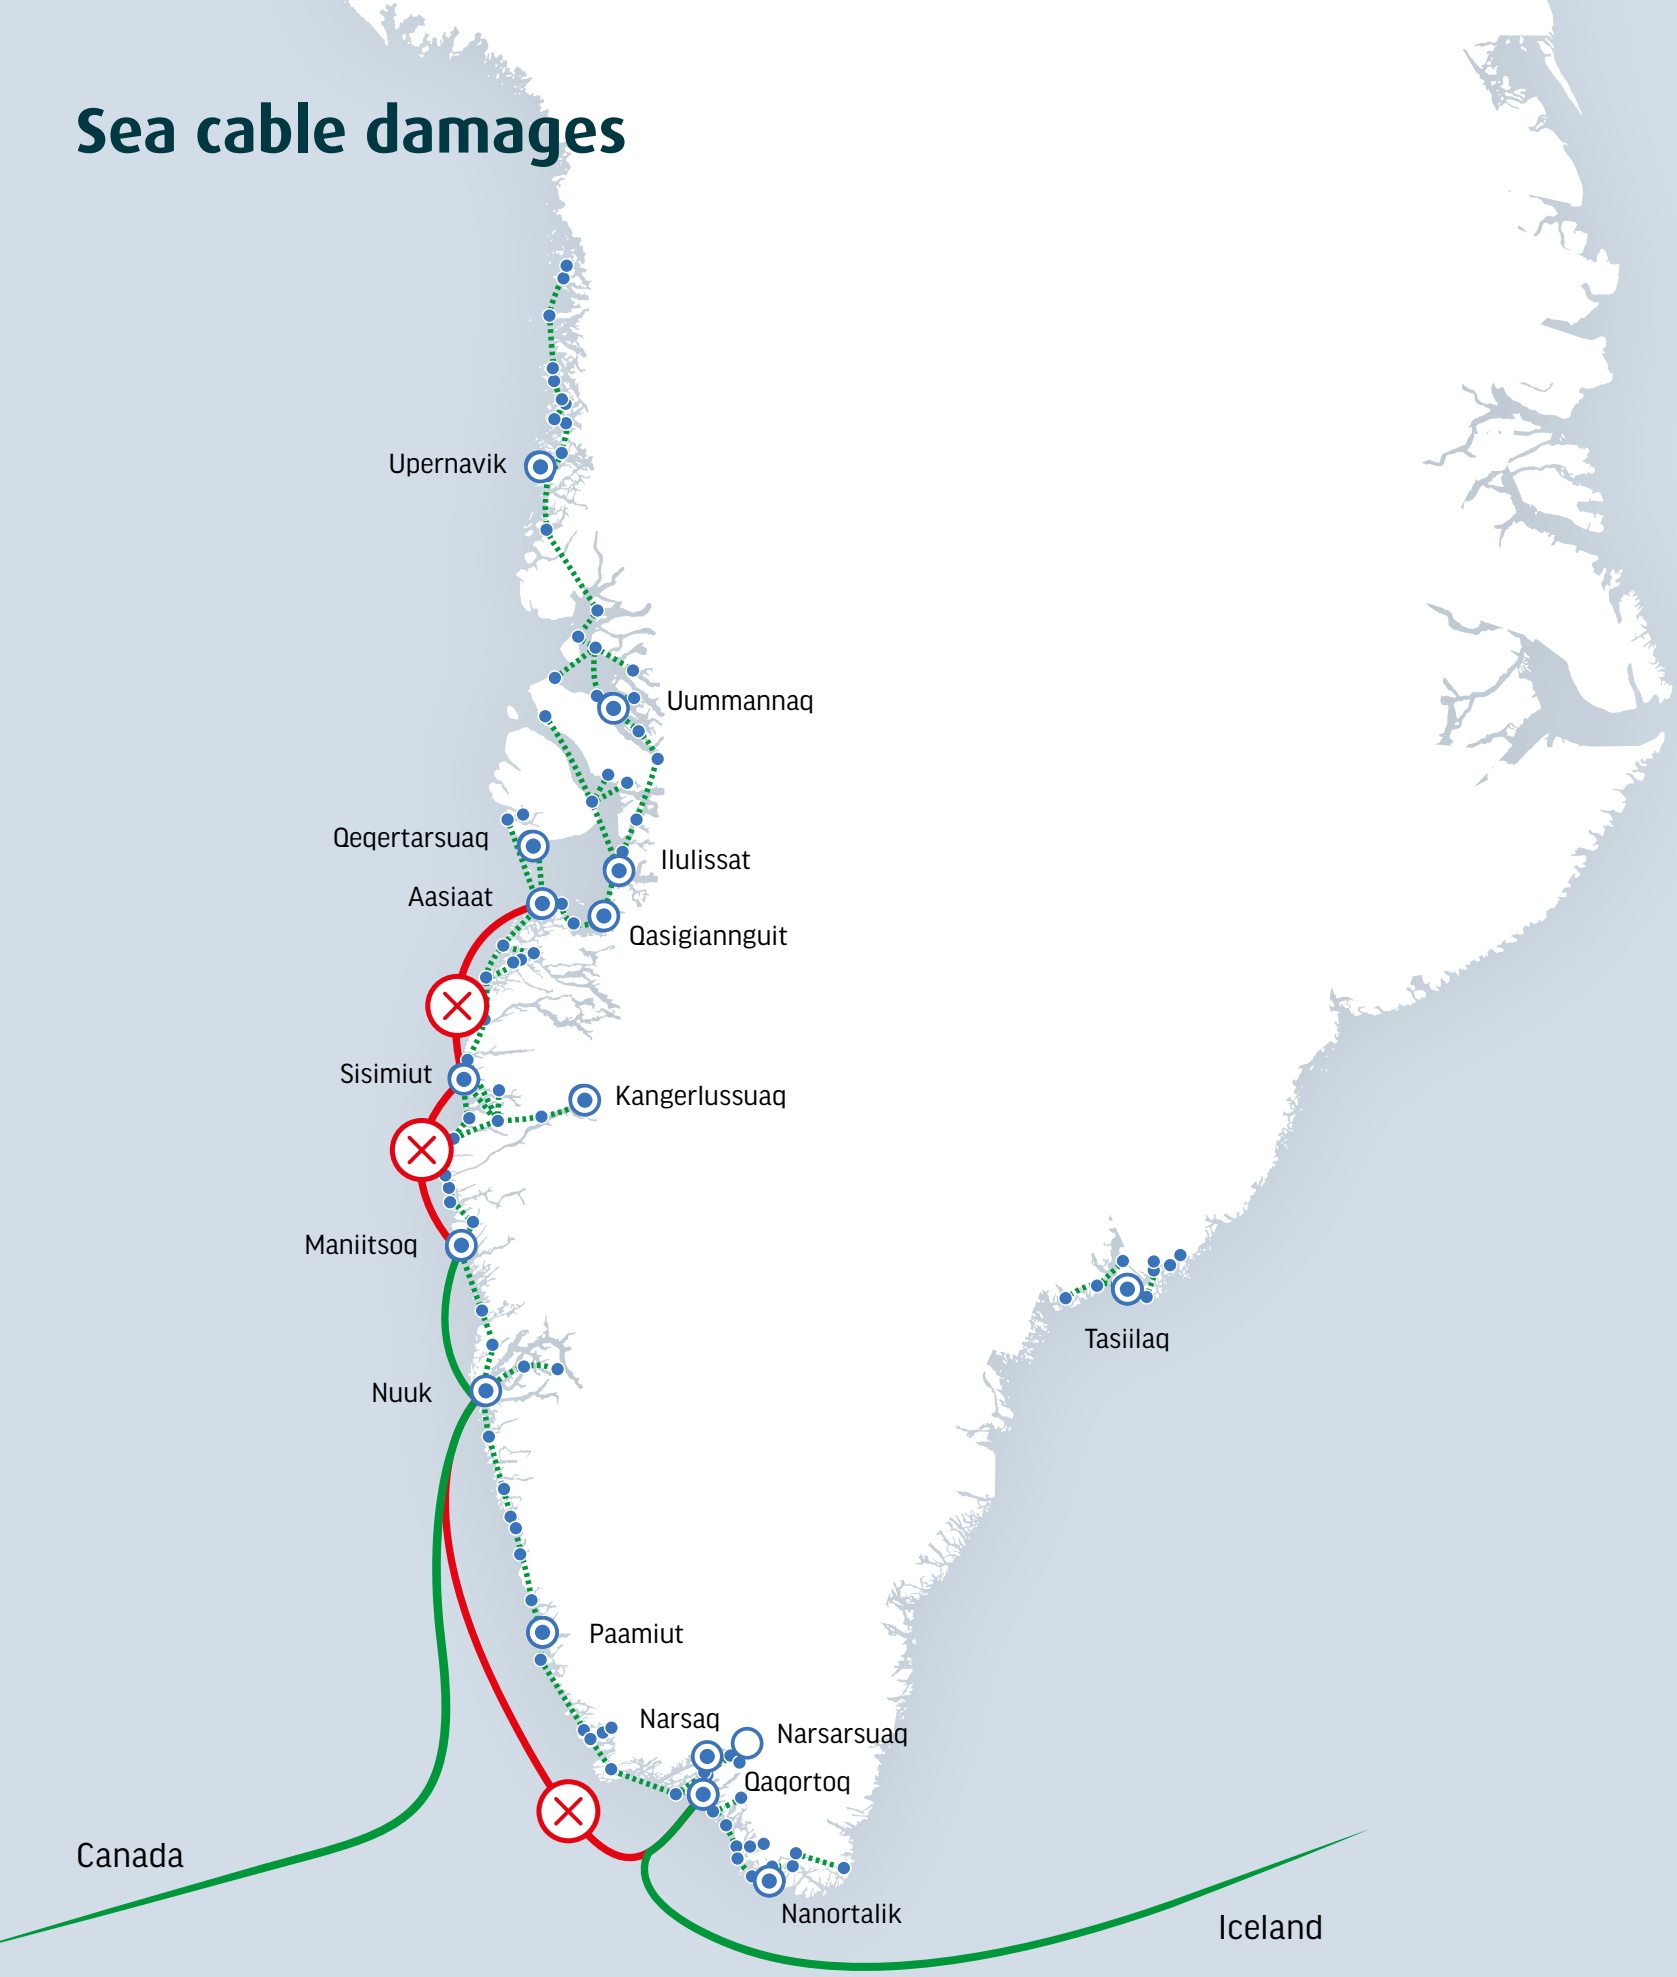 Sea cable damages
Upernavik
Uummannaq
Qeqertarsuaq
Ilulissat
Aasiaat
Qasigiannguit
Sisimiut
Kangerlussuaq
Maniitsoq
Tasiilaq
Nuuk
Paamiut
Narsaq
Narsarsuaq
Qaqortoq
Canada
Nanortalik
Iceland